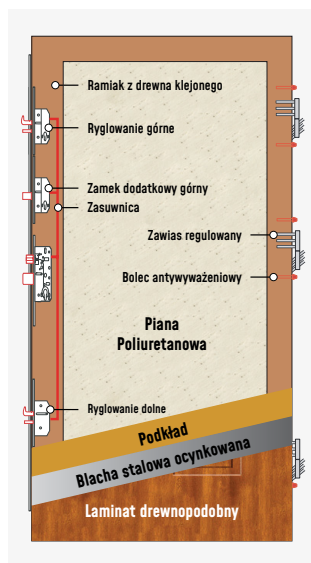 Ramiak z drewna klejonego
Ryglowanie górne
Zamek dodatkowy górny
Zasuwnica
Zawias regulowany
Bolec antywyważeniowy
Piana
Poliuretanowa
Ryglowanie dolne
Podkład
Blacha stalowa ocynkowana
Laminat drewnopodobny